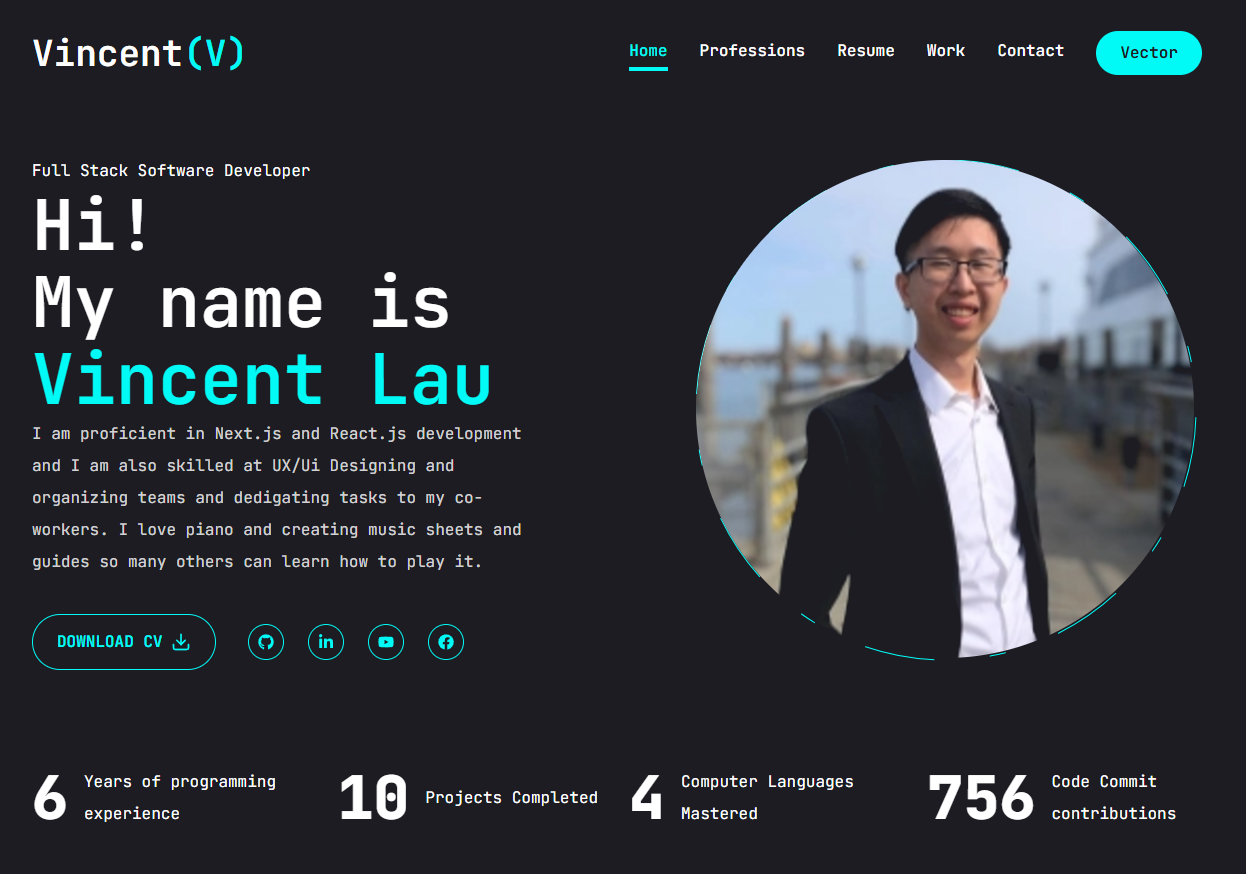 Vincent(V)
Home Professions Resume Work Contact Vector
Full Stack Software Developer
Hi!
My name is
Vincent Lau
I am proficient in Next.js and React.js development
and I am also skilled at UX/Ui Designing and
organizing teams and dedigating tasks to my co-
workers. I love piano and creating music sheets and
guides so many others can learn how to play it.
DOWNLOAD CV
in
6 Years of programming
experience
10 Projects Completed
4 Computer Languages
Mastered
756 Code Commit
contributions